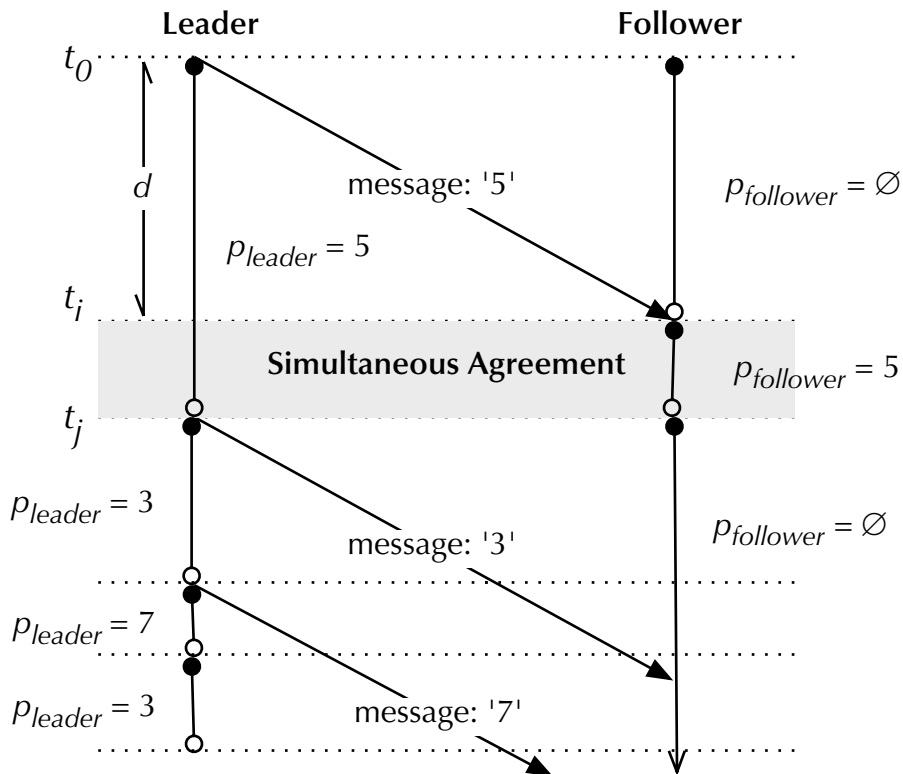 Leader Follower
t0
message: '5'
d
pfollower = ∅
pleader = 5
ti
Simultaneous Agreement
pfollower = 5
tj
pleader = 3
pfollower = ∅
message: '3'
pleader = 7
pleader = 3
message: '7'